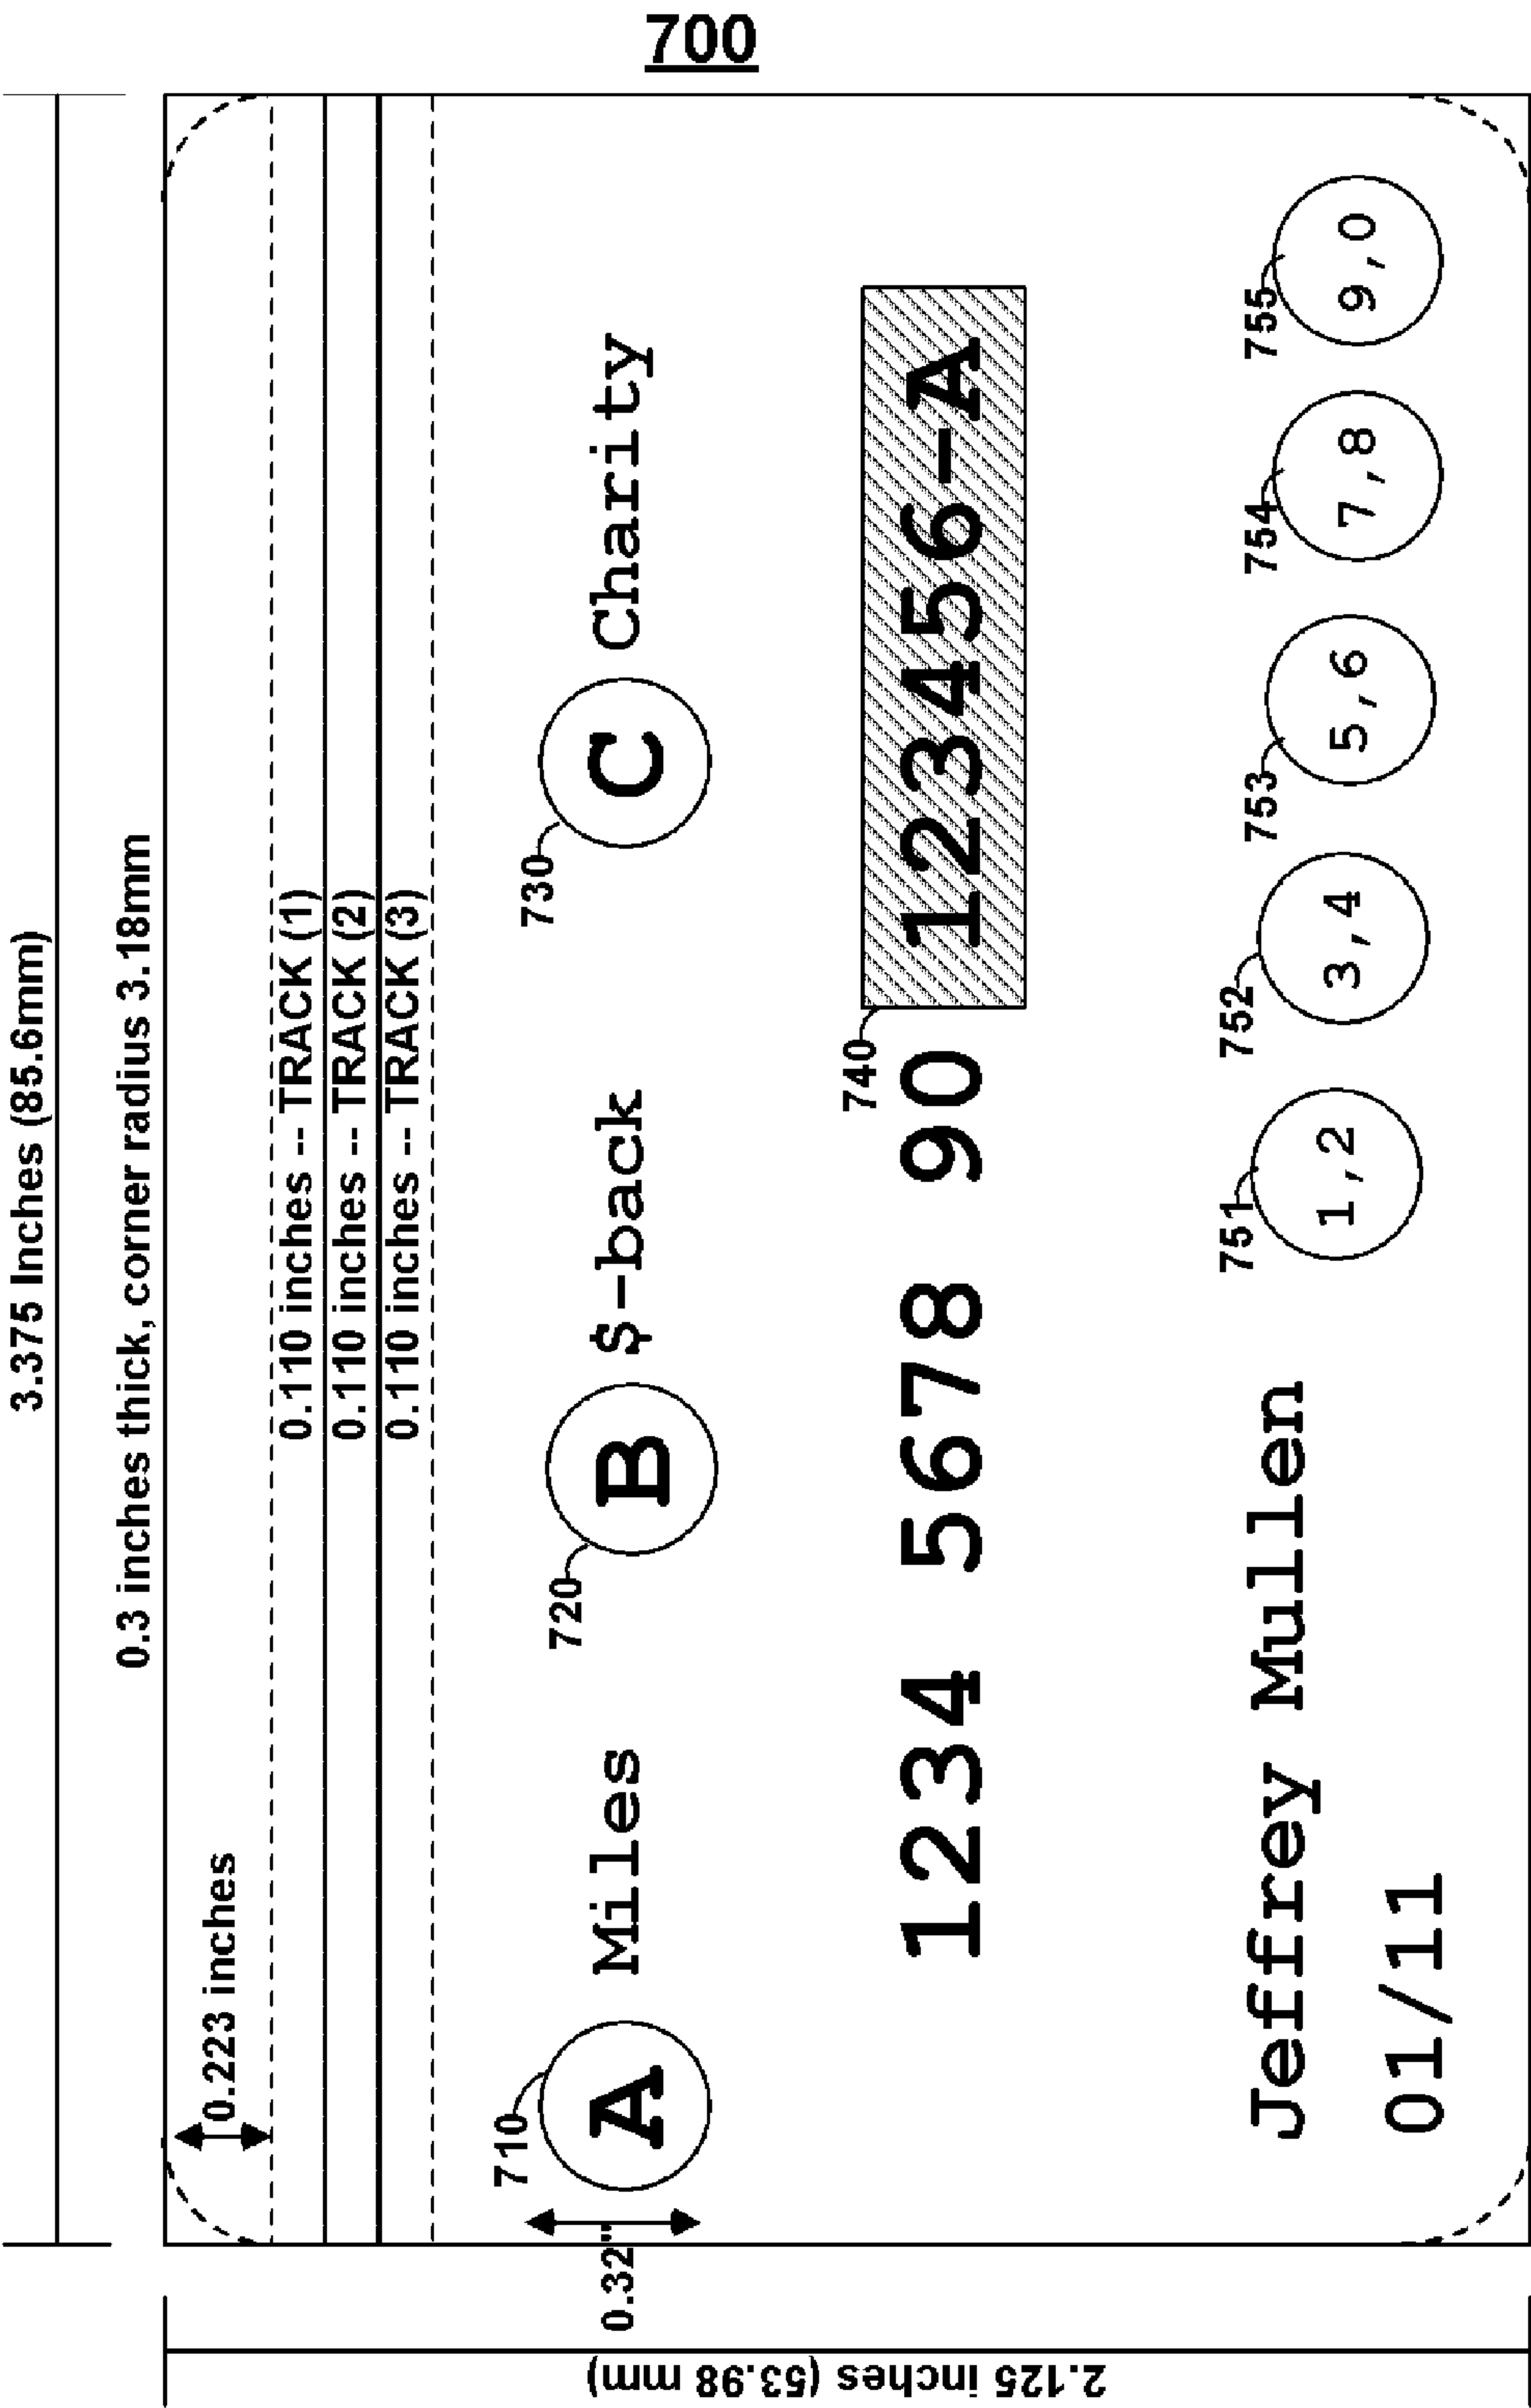 700
3.375 Inches (85.6mm)
0.3 inches thick, corner radius 3.18mm
0.223 inches
0.110 inches -- TRACK (1)
0.110 inches -- TRACK (2)
0.110 inches -- TRACK (3)
2.125 inches (53.98 mm)
0.32"
710 720 730
A Miles B $-back C Charity
740
1234 5678 90 123456-A
751 752 753 754 755
Jeffrey Mullen 1,2 3,4 5,6 7,8 9,0
01/11